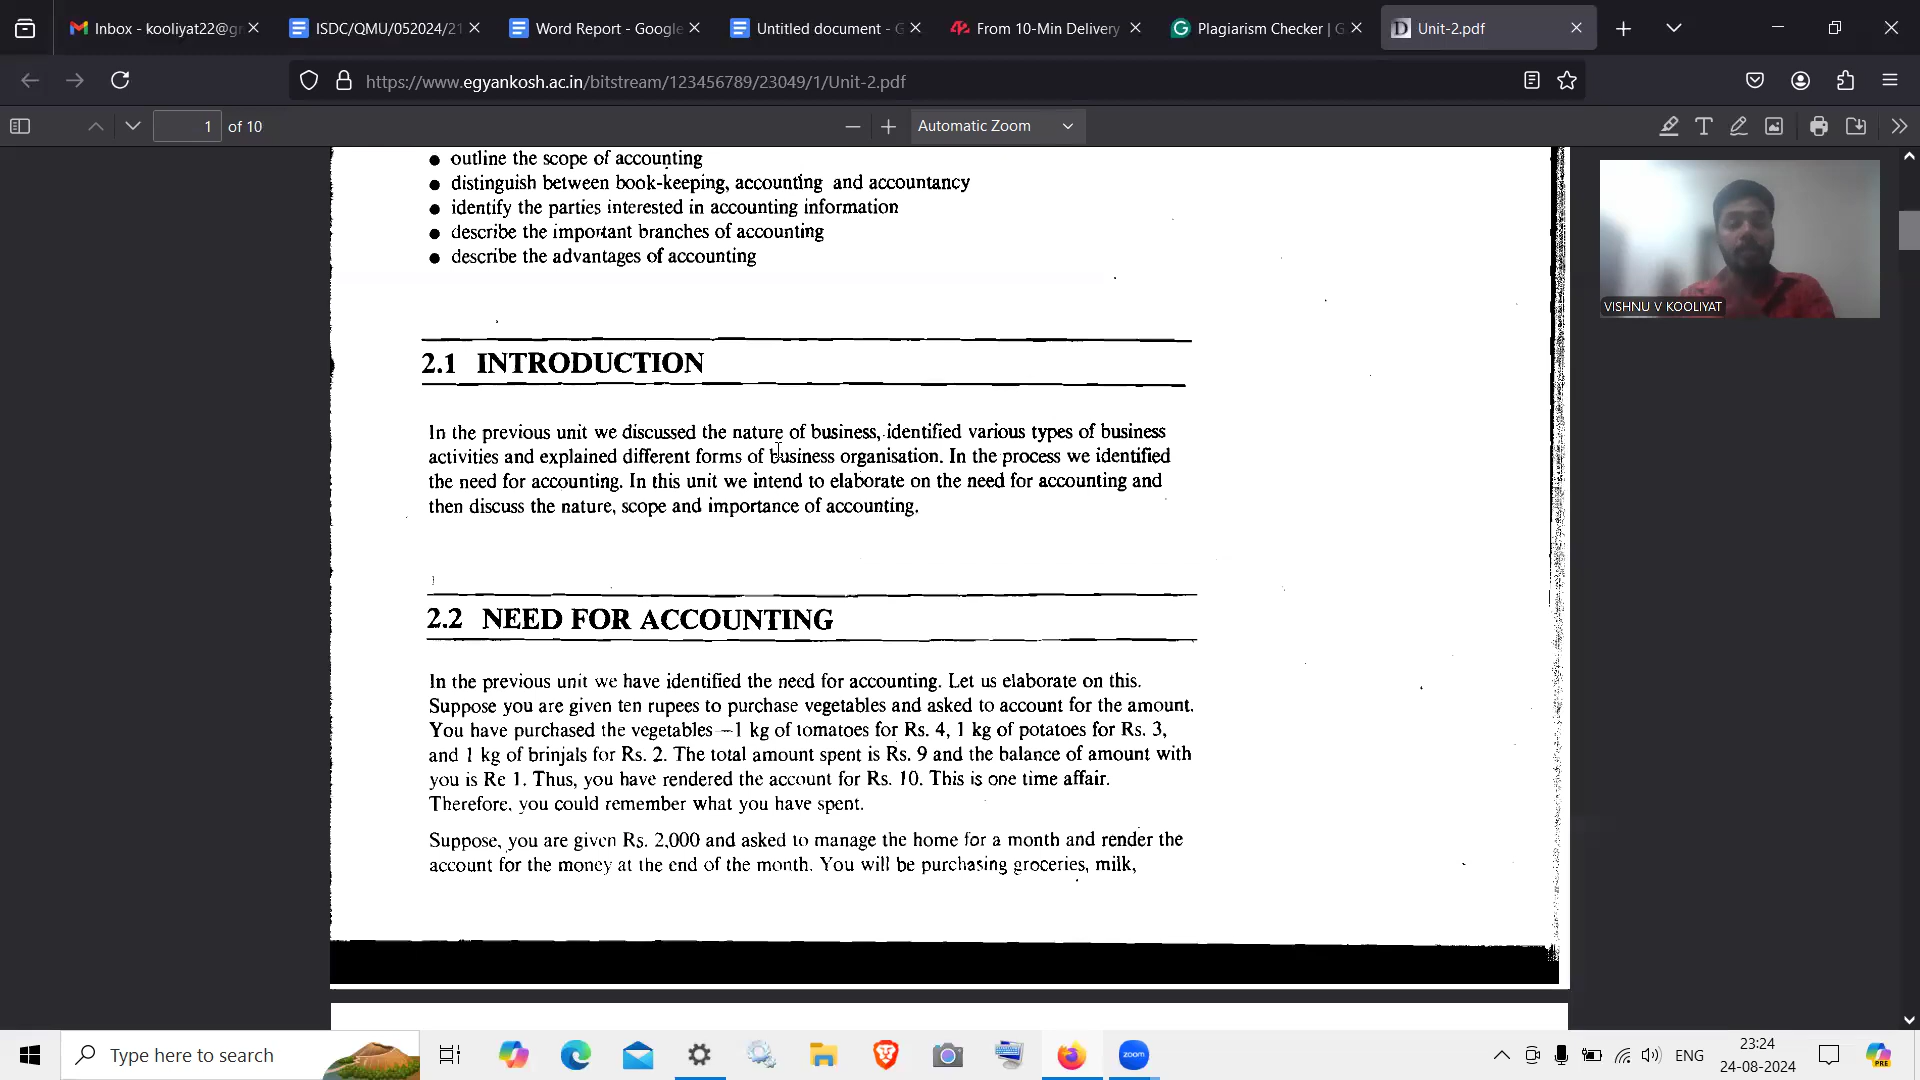 Inbox - kooliyat22@gr
ISDC/QMU/052024/21
Word Report - Google
Untitled document - G
From 10-Min Delivery
Plagiarism Checker | G
Unit-2.pdf
https://www.egyankosh.ac.in/bitstream/123456789/23049/1/Unit-2.pdf
1 of 10
Automatic Zoom
● outline the scope of accounting
● distinguish between book-keeping, accounting and accountancy
● identify the parties interested in accounting information
● describe the important branches of accounting
● describe the advantages of accounting
VISHNU V KOOLIYAT
2.1 INTRODUCTION
In the previous unit we discussed the nature of business, identified various types of business
activities and explained different forms of business organisation. In the process we identified
the need for accounting. In this unit we intend to elaborate on the need for accounting and
then discuss the nature, scope and importance of accounting.
2.2 NEED FOR ACCOUNTING
In the previous unit we have identified the need for accounting. Let us elaborate on this.
Suppose you are given ten rupees to purchase vegetables and asked to account for the amount.
You have purchased the vegetables—1 kg of tomatoes for Rs. 4, 1 kg of potatoes for Rs. 3,
and 1 kg of brinjals for Rs. 2. The total amount spent is Rs. 9 and the balance of amount with
you is Re 1. Thus, you have rendered the account for Rs. 10. This is one time affair.
Therefore, you could remember what you have spent.
Suppose, you are given Rs. 2,000 and asked to manage the home for a month and render the
account for the money at the end of the month. You will be purchasing groceries, milk,
Type here to search
zoom
ENG
23:24
24-08-2024
PRE